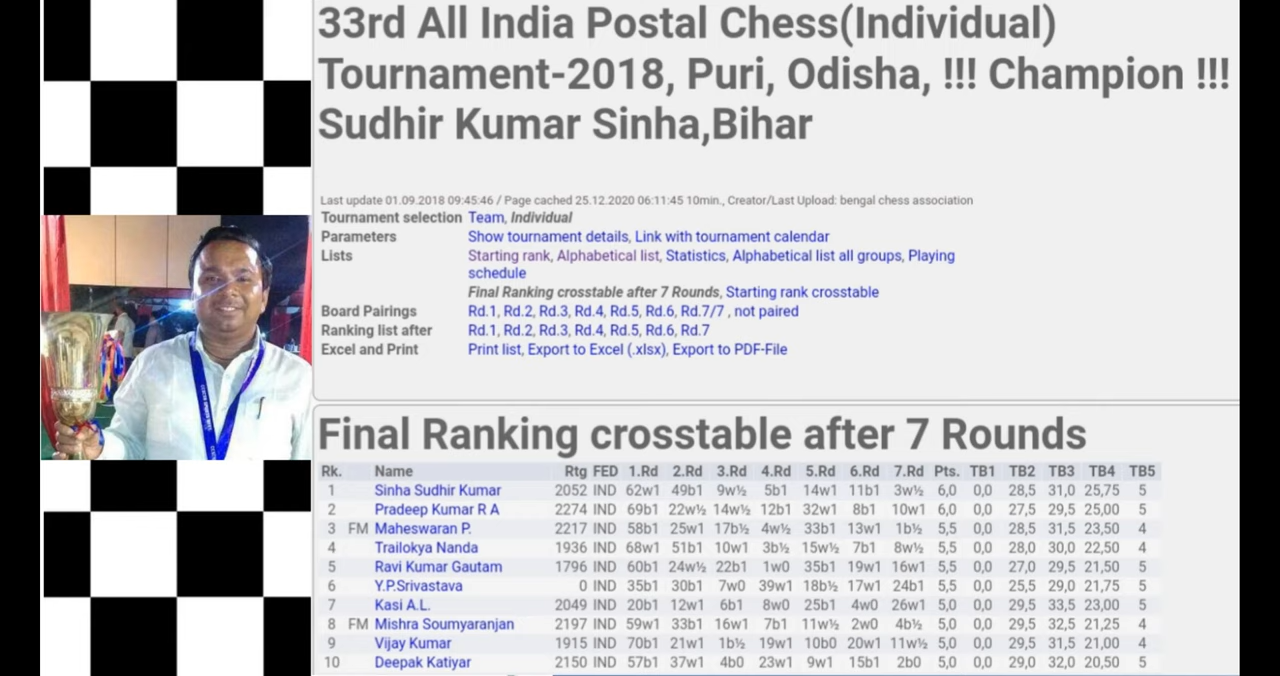 33rd All India Postal Chess(Individual)
Tournament-2018, Puri, Odisha, !!! Champion !!!
Sudhir Kumar Sinha,Bihar
Last update 01.09.2018 09:45:46 / Page cached 25.12.2020 06:11:45 10min., Creator/Last Upload: bengal chess association
Tournament selection Team, Individual
Parameters Show tournament details, Link with tournament calendar
Lists Starting rank, Alphabetical list, Statistics, Alphabetical list all groups, Playing
schedule
Final Ranking crosstable after 7 Rounds, Starting rank crosstable
Board Pairings Rd.1, Rd.2, Rd.3, Rd.4, Rd.5, Rd.6, Rd.7/7 , not paired
Ranking list after Rd.1, Rd.2, Rd.3, Rd.4, Rd.5, Rd.6, Rd.7
Excel and Print Print list, Export to Excel (.xlsx), Export to PDF-File
Final Ranking crosstable after 7 Rounds
Rk. Name Rtg FED 1.Rd 2.Rd 3.Rd 4.Rd 5.Rd 6.Rd 7.Rd Pts. TB1 TB2 TB3 TB4 TB5
1 Sinha Sudhir Kumar 2052 IND 62w1 49b1 9w½ 5b1 14w1 11b1 3w½ 6,0 0,0 28,5 31,0 25,75 5
2 Pradeep Kumar R A 2274 IND 69b1 22w½ 14w½ 12b1 32w1 8b1 10w1 6,0 0,0 27,5 29,5 25,00 5
3 FM Maheswaran P. 2217 IND 58b1 25w1 17b½ 4w½ 33b1 13w1 1b½ 5,5 0,0 28,5 31,5 23,50 4
4 Trailokya Nanda 1936 IND 68w1 51b1 10w1 3b½ 15w½ 7b1 8w½ 5,5 0,0 28,0 30,0 22,50 4
5 Ravi Kumar Gautam 1796 IND 60b1 24w½ 22b1 1w0 35b1 19w1 16w1 5,5 0,0 27,0 29,5 21,50 5
6 Y.P.Srivastava 0 IND 35b1 30b1 7w0 39w1 18b½ 17w1 24b1 5,5 0,0 25,5 29,0 21,75 5
7 Kasi A.L. 2049 IND 20b1 12w1 6b1 8w0 25b1 4w0 26w1 5,0 0,0 29,5 33,5 23,00 5
8 FM Mishra Soumyaranjan 2197 IND 59w1 33b1 16w1 7b1 11w½ 2w0 4b½ 5,0 0,0 29,5 32,5 21,25 4
9 Vijay Kumar 1915 IND 70b1 21w1 1b½ 19w1 10b0 20w1 11w½ 5,0 0,0 29,5 31,5 21,00 4
10 Deepak Katiyar 2150 IND 57b1 37w1 4b0 23w1 9w1 15b1 2b0 5,0 0,0 29,0 32,0 20,50 5